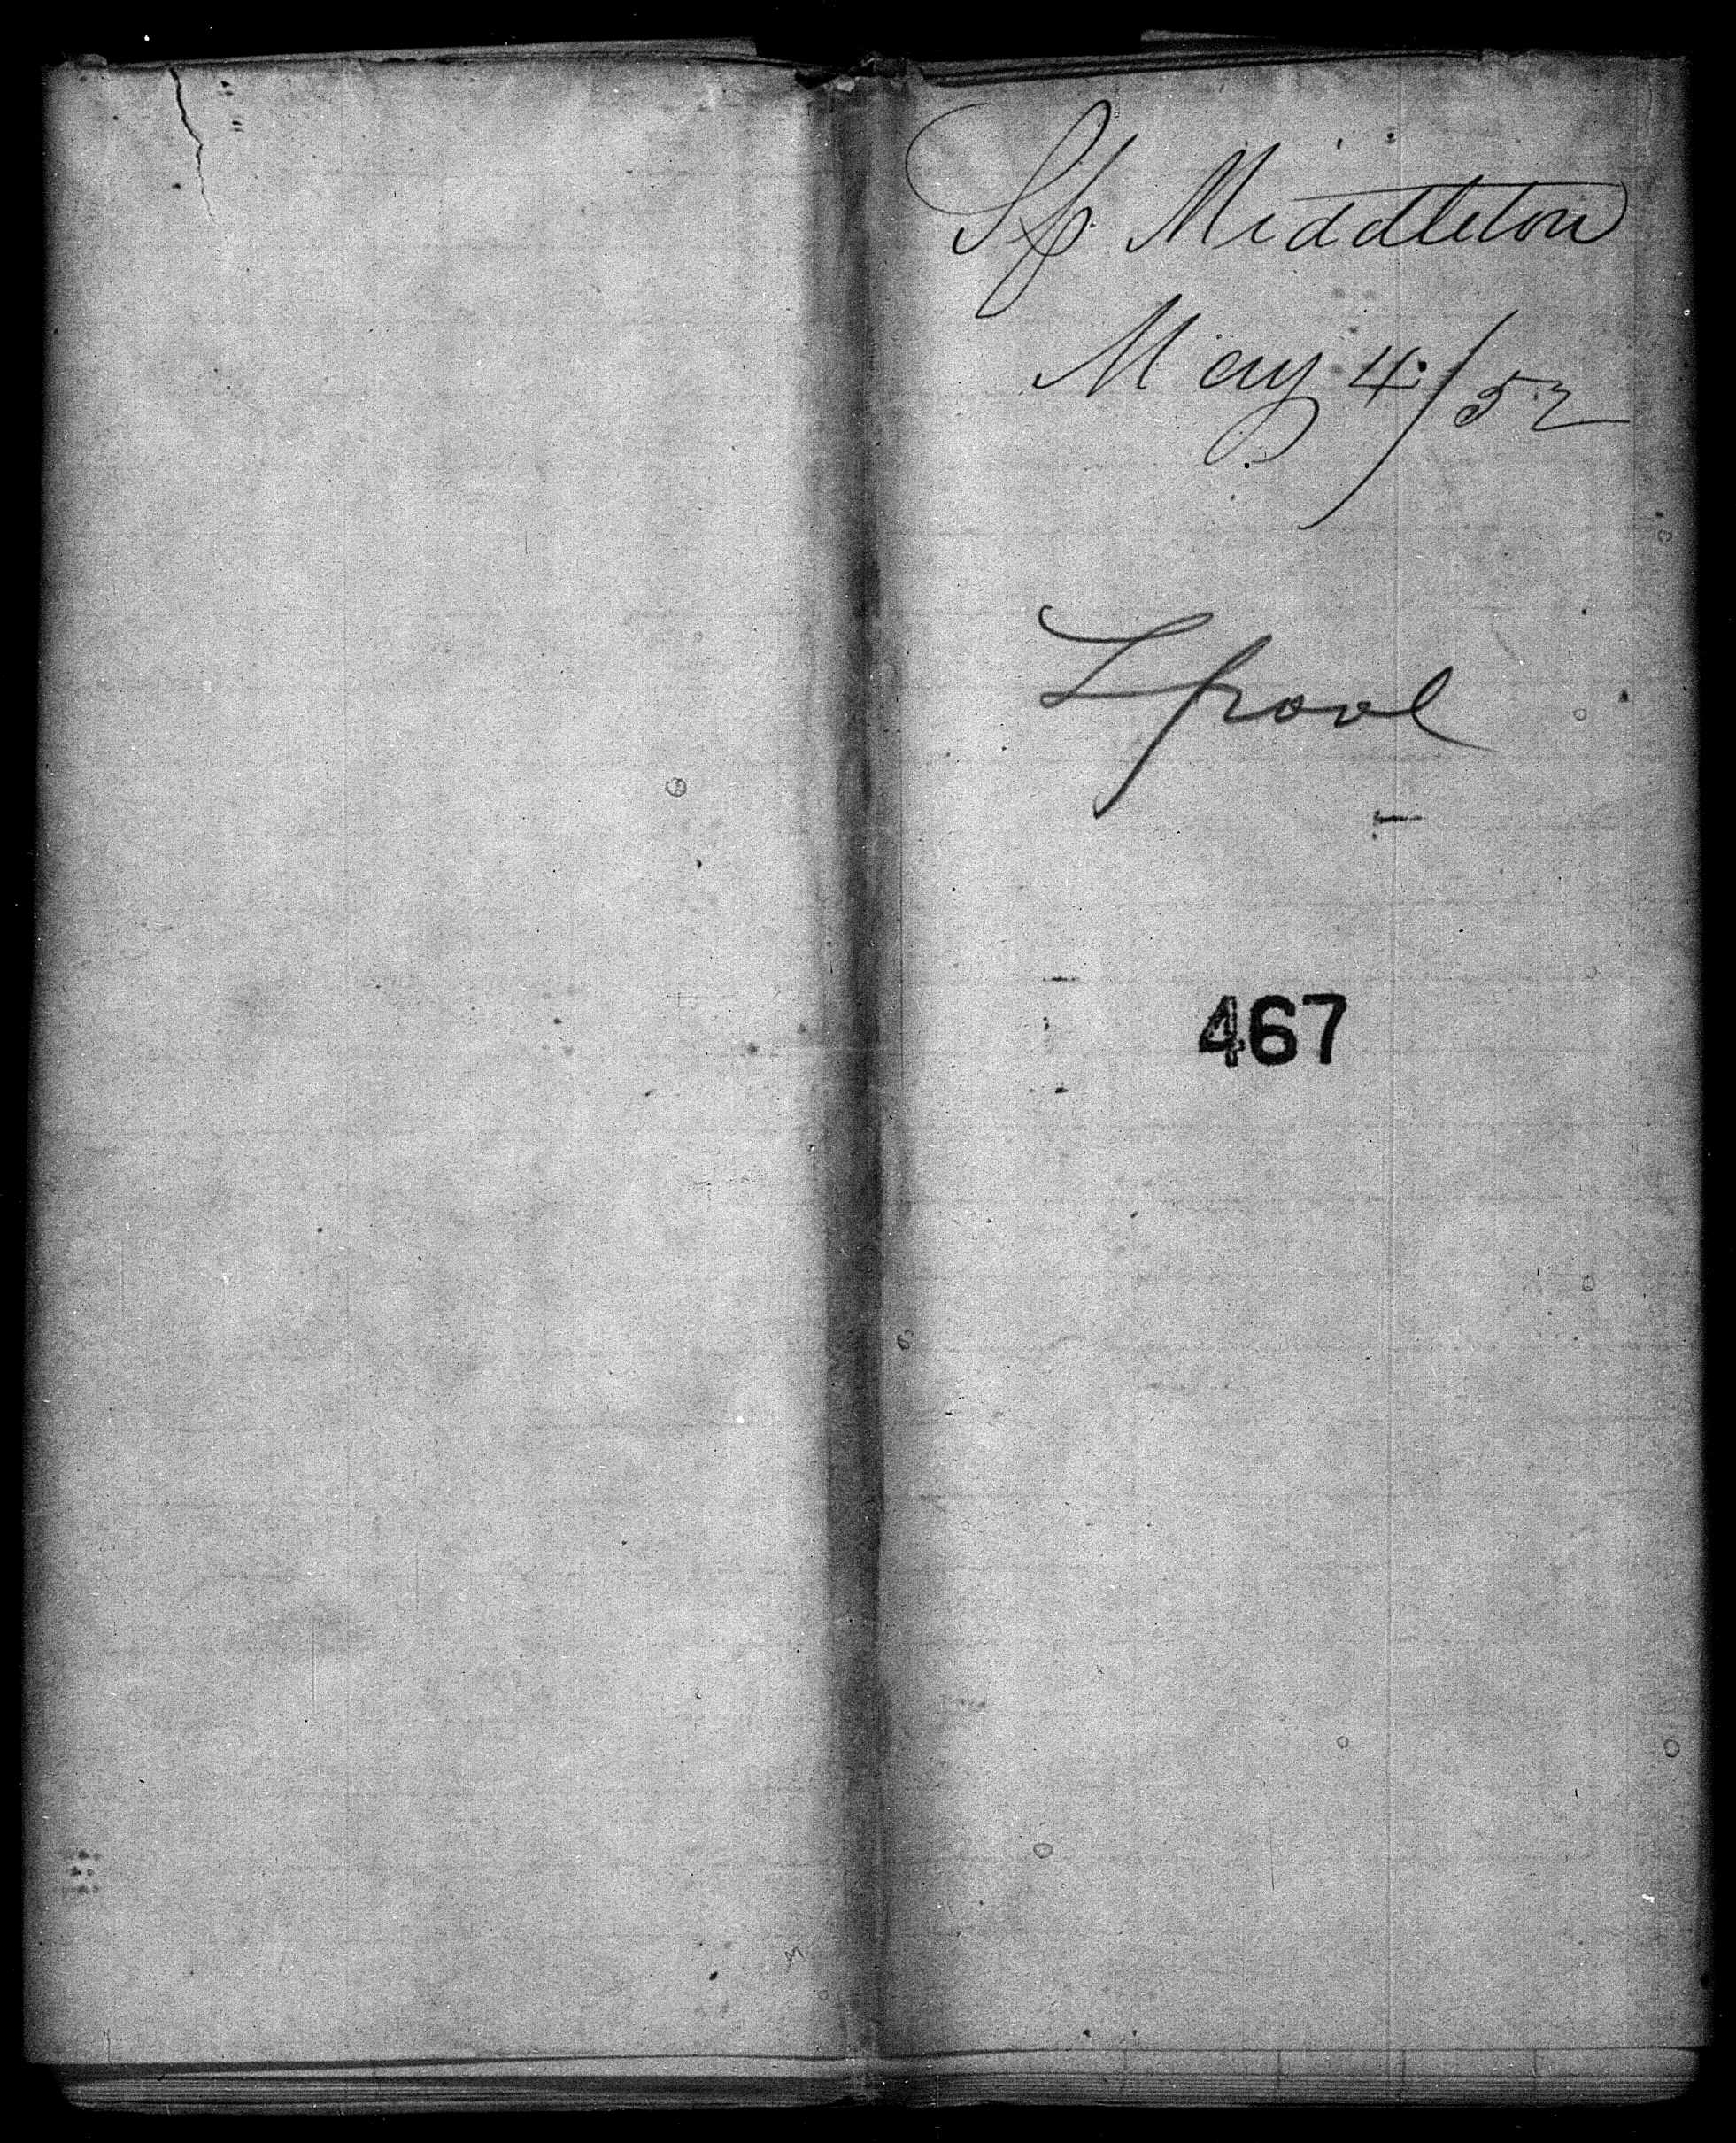 Sp Middleton
May 4/52
Lpool
467